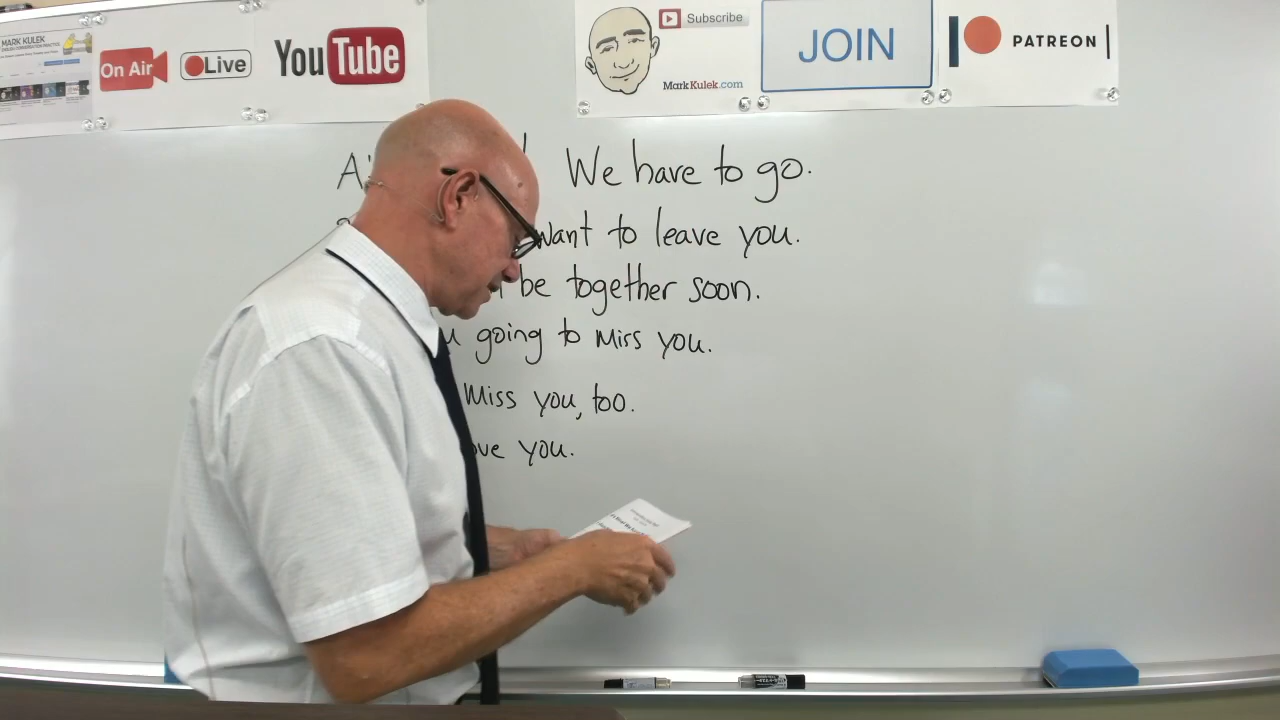 MARK KULEK
On Air
Live
YouTube
Subscribe
MarkKulek.com
JOIN
PATREON
We have to go.
want to leave you.
be together soon.
going to miss you.
Miss you, too.
you.